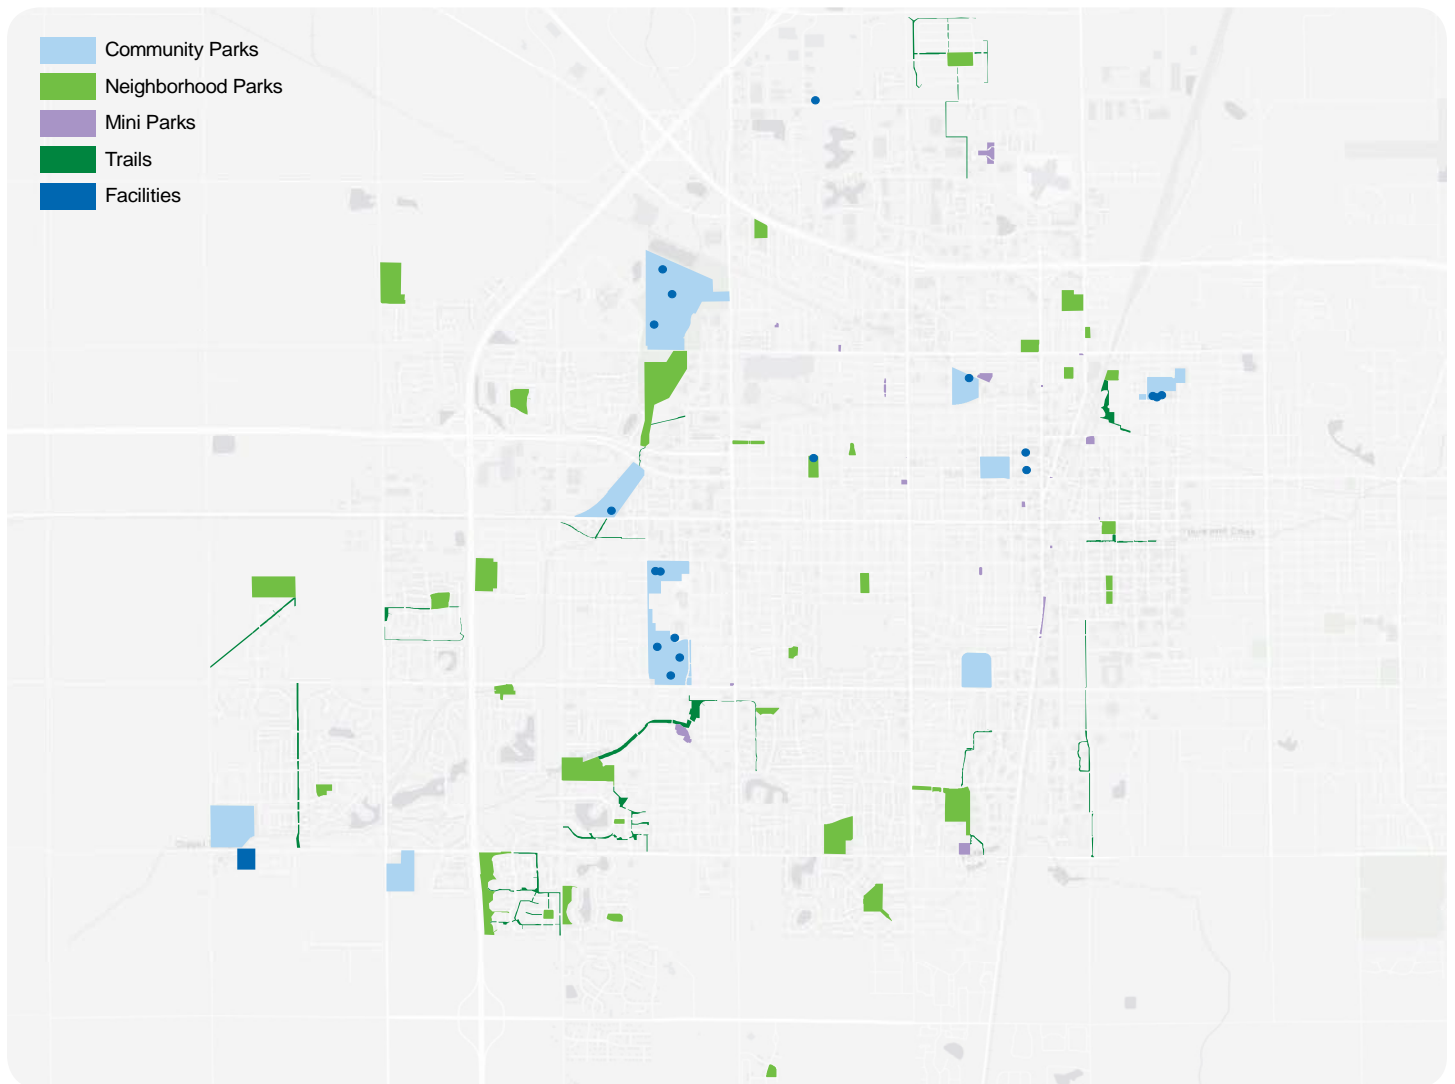 Community Parks
Neighborhood Parks
Mini Parks
Trails
Facilities